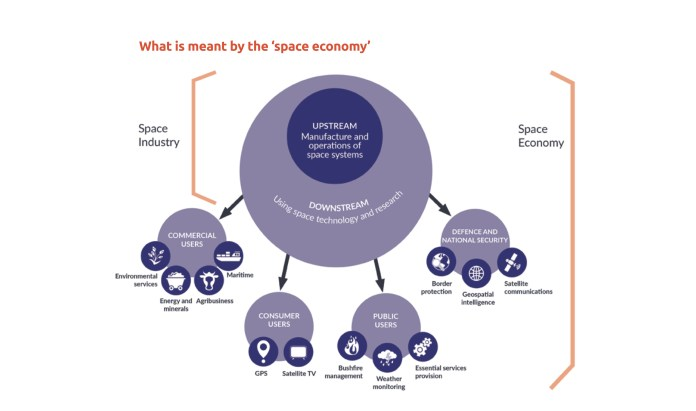 What is meant by the ‘space economy’
Space
Industry
UPSTREAM
Manufacture and
operations of
space systems
DOWNSTREAM
Using space technology and research
Space
Economy
COMMERCIAL
USERS
Environmental
services
Energy and
minerals
Agribusiness
Maritime
CONSUMER
USERS
GPS
Satellite TV
PUBLIC
USERS
Bushfire
management
Weather
monitoring
Essential services
provision
DEFENCE AND
NATIONAL SECURITY
Border
protection
Geospatial
intelligence
Satellite
communications